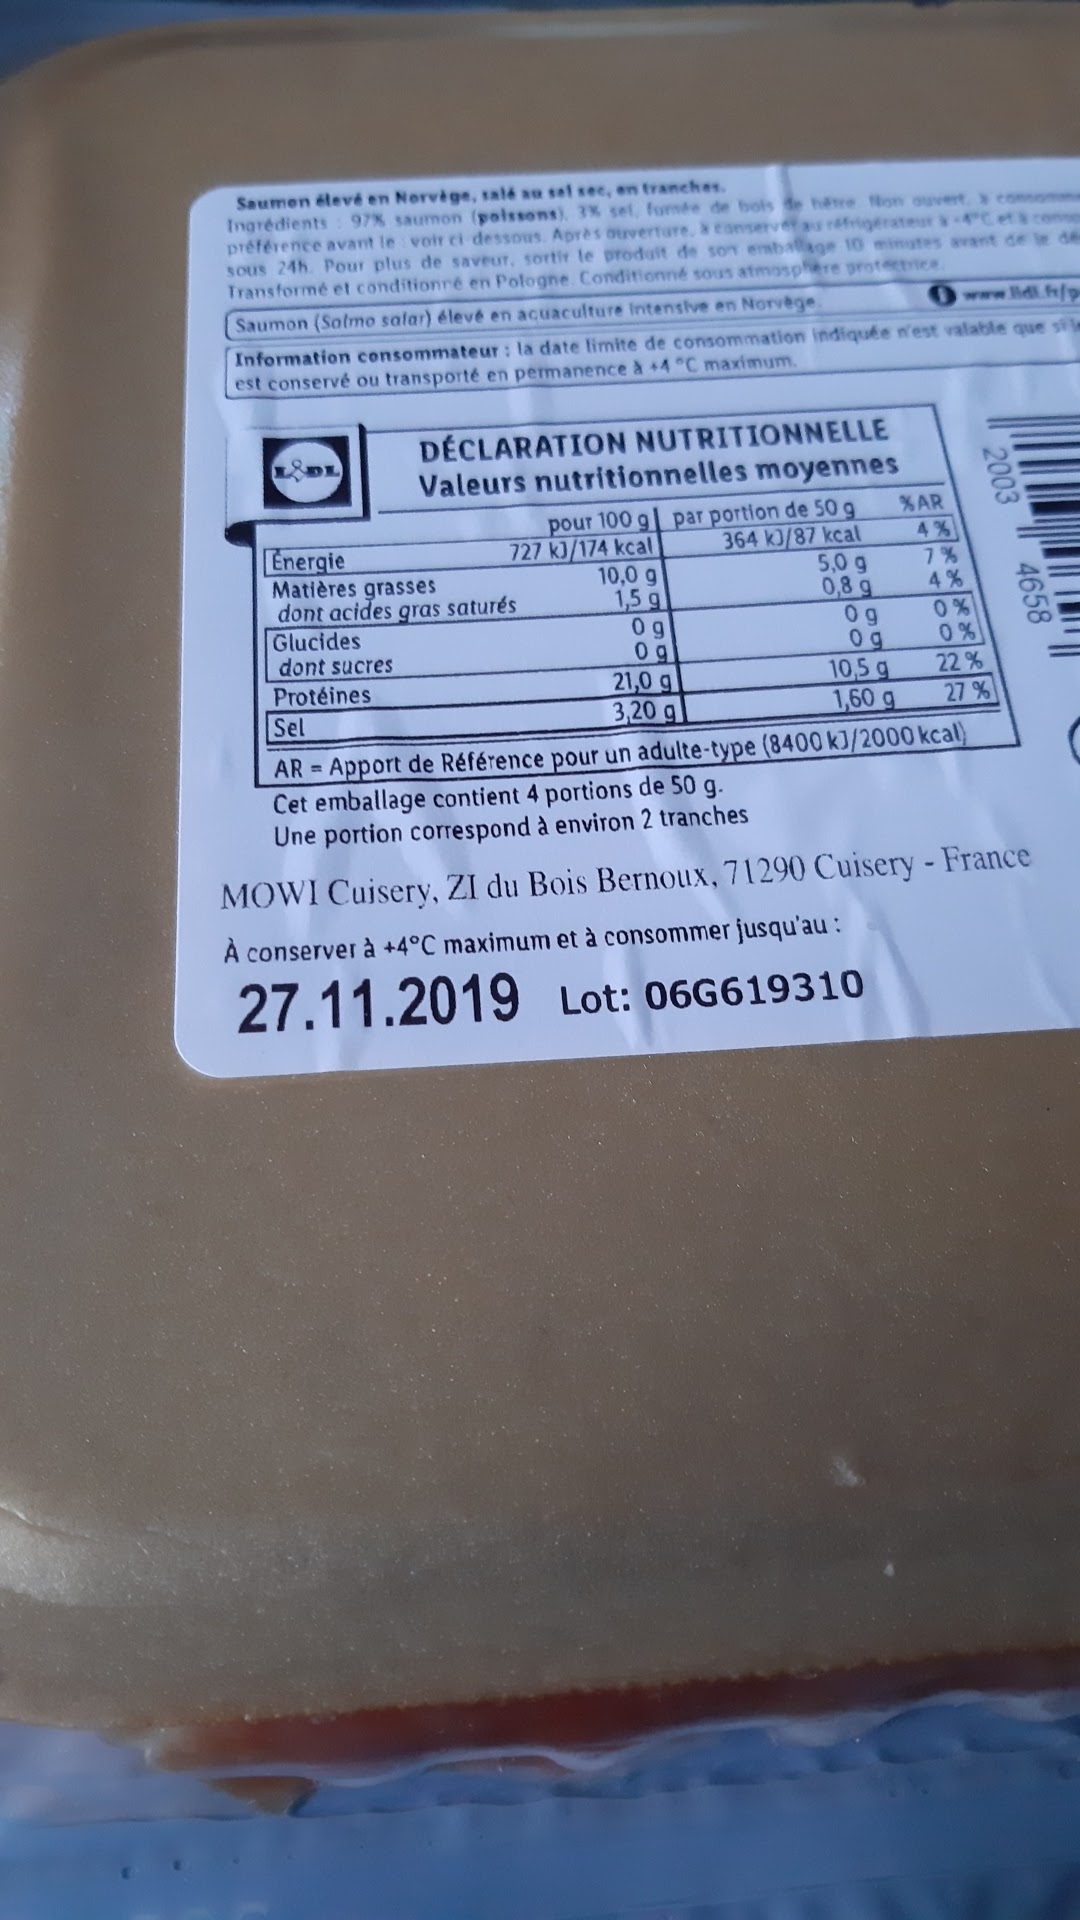 Saumon élevé en Norvège, salé au sel sec, en tranches.
Ingrédients : 97% saumon (poissons), 3% sel, fumée de bois de hêtre. Non ouvert, à
préférence avant le : voir ci-dessous. Après ouverture, à conserver au réfrigérateur à +4°C et à
sous 24h. Pour plus de saveur, sortir le produit de son emballage 10 minutes avant de le
Transformé et conditionné en Pologne. Conditionné sous atmosphère protectrice.
Saumon (Salmo salar) élevé en aquaculture intensive en Norvège.
www.lidl.fr/p
Information consommateur : la date limite de consommation indiquée n'est valable que si le
est conservé ou transporté en permanence à +4 °C maximum.
LIDL
DÉCLARATION NUTRITIONNELLE
Valeurs nutritionnelles moyennes
pour 100 g par portion de 50 g %AR
Énergie 727 kJ/174 kcal 364 kJ/87 kcal 4 %
Matières grasses 10,0 g 5,0 g 7 %
dont acides gras saturés 1,5 g 0,8 g 4 %
Glucides 0 g 0 g 0 %
dont sucres 0 g 0 g 0 %
Protéines 21,0 g 10,5 g 22 %
Sel 3,20 g 1,60 g 27 %
AR = Apport de Référence pour un adulte-type (8400 kJ/2000 kcal)
Cet emballage contient 4 portions de 50 g.
Une portion correspond à environ 2 tranches
2003 4658
MOWI Cuisery, ZI du Bois Bernoux, 71290 Cuisery - France
À conserver à +4°C maximum et à consommer jusqu'au :
27.11.2019 Lot: 06G619310